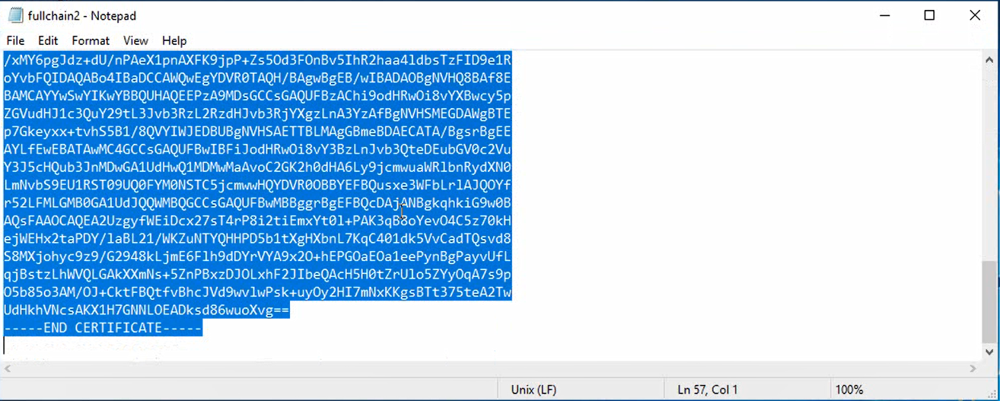 fullchain2 - Notepad
File Edit Format View Help
/xMY6pgJdz+dU/nPAeX1pnAXFK9jpP+Zs5Od3FOnBv5IhR2haa4ldbsTzFID9e1R
oYvbFQIDAQABo4IBaDCCAWQwEgYDVR0TAQH/BAgwBgEB/wIBADAOBgNVHQ8BAf8E
BAMCAYYwSwYIKwYBBQUHAQEEPzA9MDsGCCsGAQUFBzAChi9odHRwOi8vYXBwcy5p
ZGVudHJ1c3QuY29tL3Jvb3RzL2RzdHJvb3RjYXgzLnA3YzAfBgNVHSMEGDAWgBTE
p7Gkeyxx+tvhS5B1/8QVYIWJEDBUBgNVHSAETTBLMAgGBmeBDAECATA/BgsrBgEE
AYLfEwEBATAwMC4GCCsGAQUFBwIBFiJodHRwOi8vY3BzLnJvb3QteDEubGV0c2Vu
Y3J5cHQub3JnMDwGA1UdHwQ1MDMwMaAvoC2GK2h0dHA6Ly9jcmwuaWRlbnRydXN0
LmNvbS9EU1RST09UQ0FYM0NSTC5jcmwwHQYDVR0OBBYEFBQusxe3WFbLrlAJQOYf
r52LFMLGMB0GA1UdJQQWMBQGCCsGAQUFBwMBBggrBgEFBQcDAjANBgkqhkiG9w0B
AQsFAAOCAQEA2UzgyfWEiDcx27sT4rP8i2tiEmxYt0l+PAK3qB8oYevO4C5z70kH
ejWEHx2taPDY/laBL21/WKZuNTYQHHPD5b1tXgHXbnL7KqC401dk5VvCadTQsvd8
S8MXjohyc9z9/G2948kLjmE6Flh9dDYrVYA9x2O+hEPGOaEOa1eePynBgPayvUfL
qjBstzLhWVQLGAkXXmNs+5ZnPBxzDJOLxhF2JIbeQAcH5H0tZrUlo5ZYyOqA7s9p
O5b85o3AM/OJ+CktFBQtfvBhcJVd9wvlwPsk+uyOy2HI7mNxKKgsBTt375teA2Tw
UdHkhVNcsAKX1H7GNNLOEADksd86wuoXvg==
-----END CERTIFICATE-----
Unix (LF) Ln 57, Col 1 100%